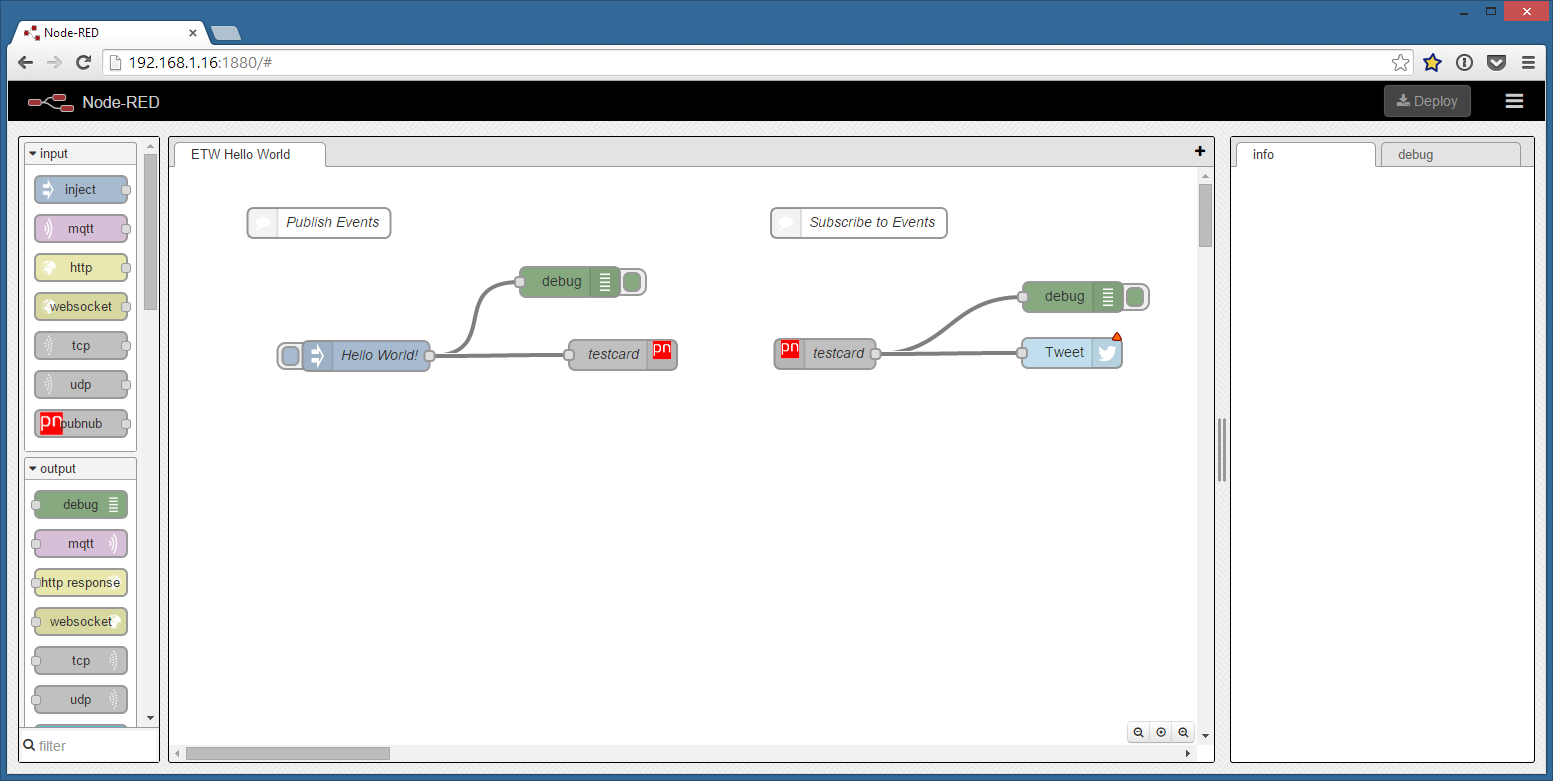 Node-RED
192.168.1.16:1880/#
Node-RED
Deploy
input
inject
mqtt
http
websocket
tcp
udp
pn pubnub
output
debug
mqtt
http response
websocket
tcp
udp
filter
ETW Hello World
Publish Events
debug
Hello World!
testcard pn
Subscribe to Events
debug
pn testcard
Tweet
info
debug